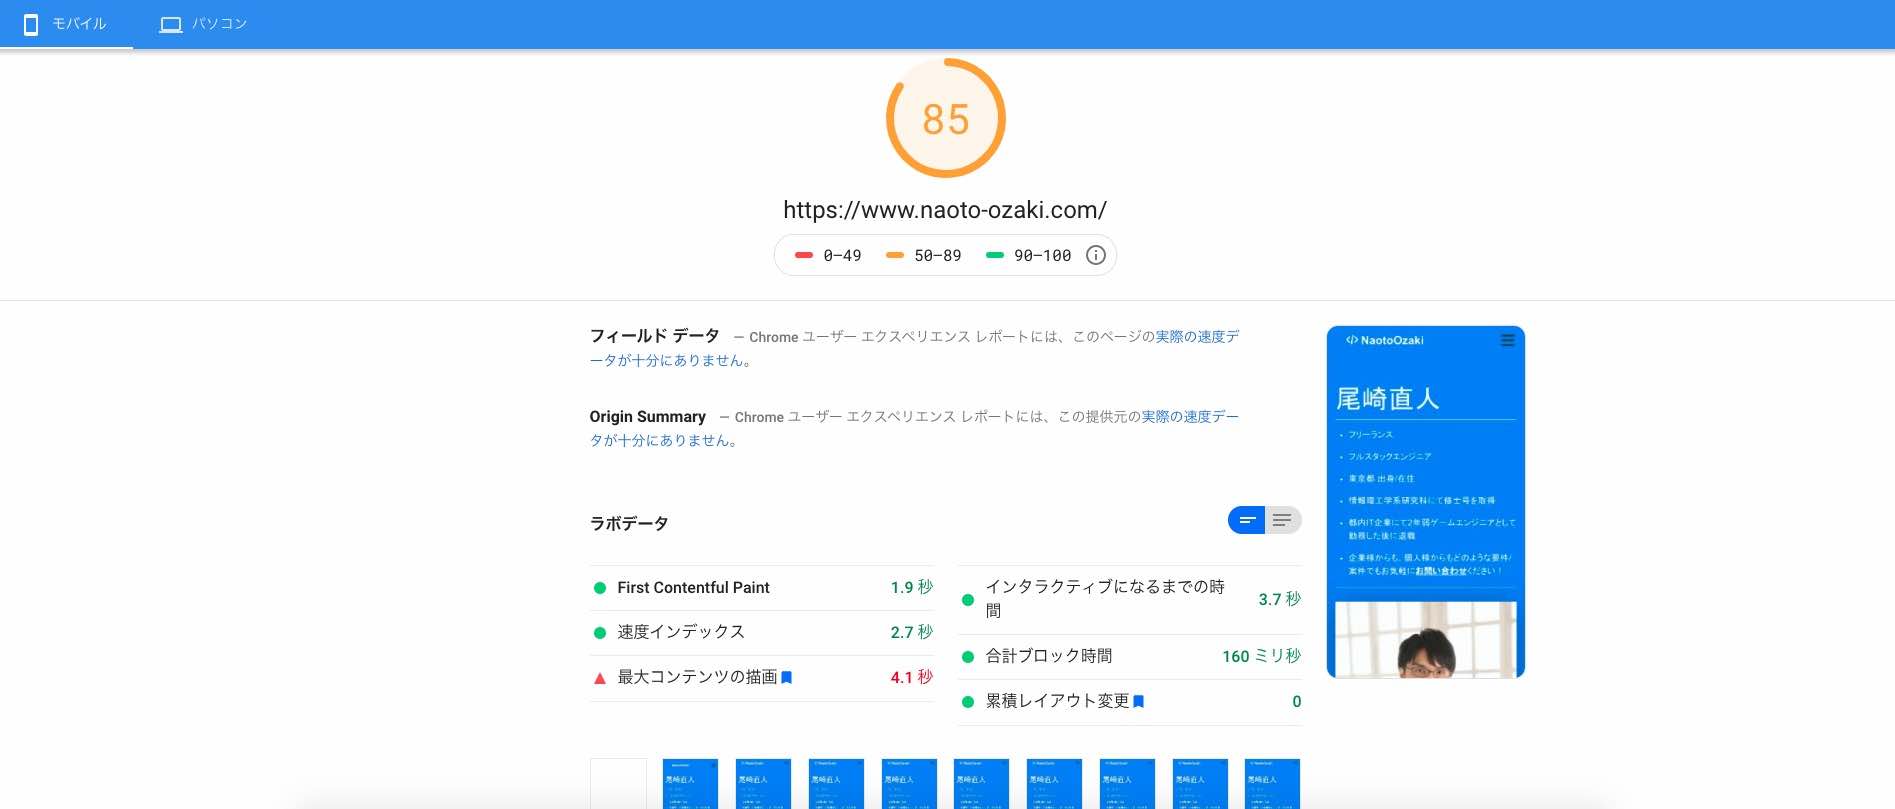 モバイル
パソコン
85
https://www.naoto-ozaki.com/
0–49 50–89 90–100
フィールド データ — Chrome ユーザー エクスペリエンス レポートには、このページの実際の速度デ
ータが十分にありません。
Origin Summary — Chrome ユーザー エクスペリエンス レポートには、この提供元の実際の速度デー
タが十分にありません。
ラボデータ
First Contentful Paint 1.9 秒
速度インデックス 2.7 秒
最大コンテンツの描画 4.1 秒
インタラクティブになるまでの時
間
3.7 秒
合計ブロック時間 160 ミリ秒
累積レイアウト変更 0
</> NaotoOzaki
尾崎直人
• フリーランス
• フルスタックエンジニア
• 東京都 出身/在住
• 情報理工学系研究科にて修士号を取得
• 都内IT企業にて2年弱ゲームエンジニアとして
勤務した後に退職
• 企業様からも、個人様からもどのような要件/
案件でもお気軽にお問い合わせください！
尾崎直人
尾崎直人
尾崎直人
尾崎直人
尾崎直人
尾崎直人
尾崎直人
尾崎直人
尾崎直人